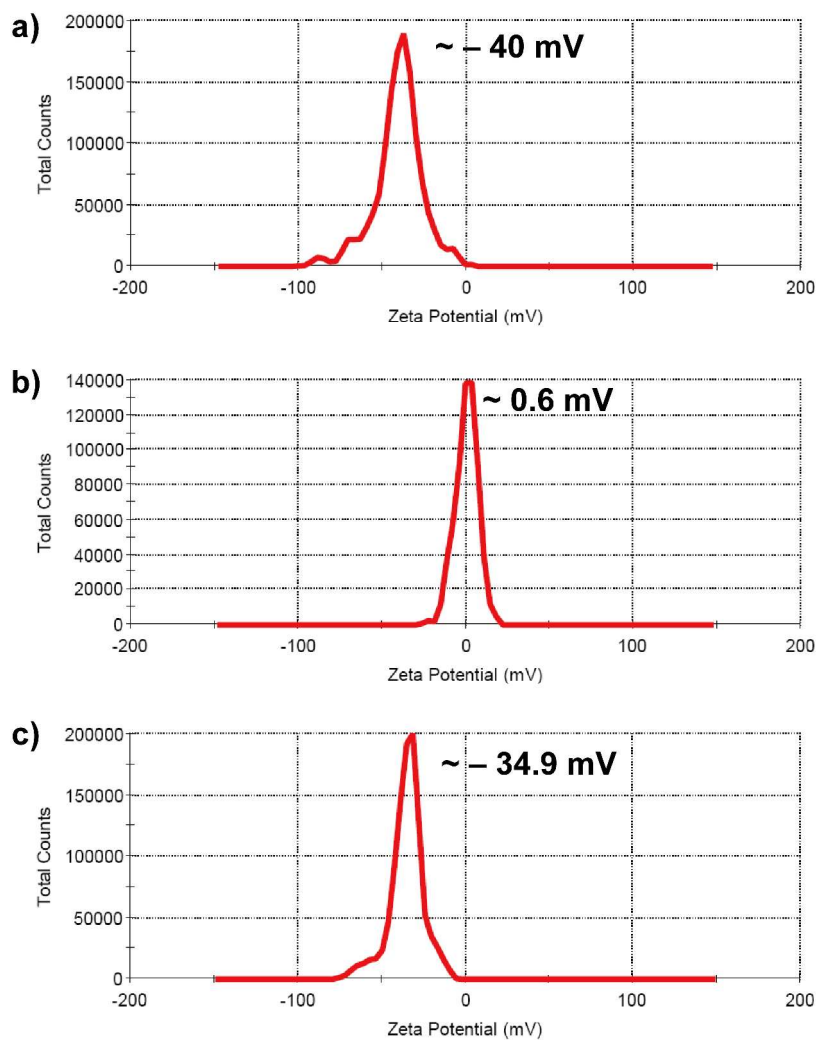 a)
~ – 40 mV
Total Counts
200000
150000
100000
50000
0
-200
-100
0
100
200
Zeta Potential (mV)
b)
~ 0.6 mV
Total Counts
140000
120000
100000
80000
60000
40000
20000
0
-200
-100
0
100
200
Zeta Potential (mV)
c)
~ – 34.9 mV
Total Counts
200000
150000
100000
50000
0
-200
-100
0
100
200
Zeta Potential (mV)